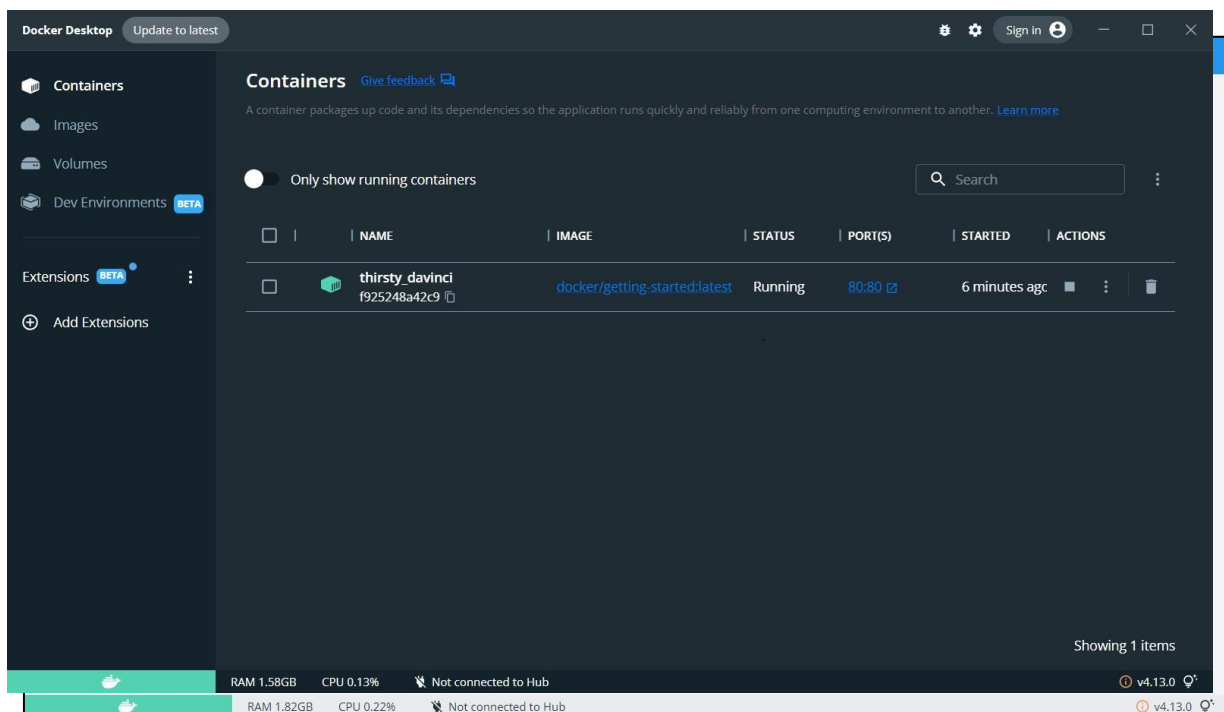 Docker Desktop Update to latest Sign in
Containers
Images
Volumes
Dev Environments BETA
Extensions BETA
Add Extensions
Containers Give feedback
A container packages up code and its dependencies so the application runs quickly and reliably from one computing environment to another. Learn more
Only show running containers Search
NAME IMAGE STATUS PORT(S) STARTED ACTIONS
thirsty_davinci docker/getting-started:latest Running 80:80 6 minutes agc
f925248a42c9
Showing 1 items
RAM 1.58GB CPU 0.13% Not connected to Hub v4.13.0
RAM 1.82GB CPU 0.22% Not connected to Hub v4.13.0